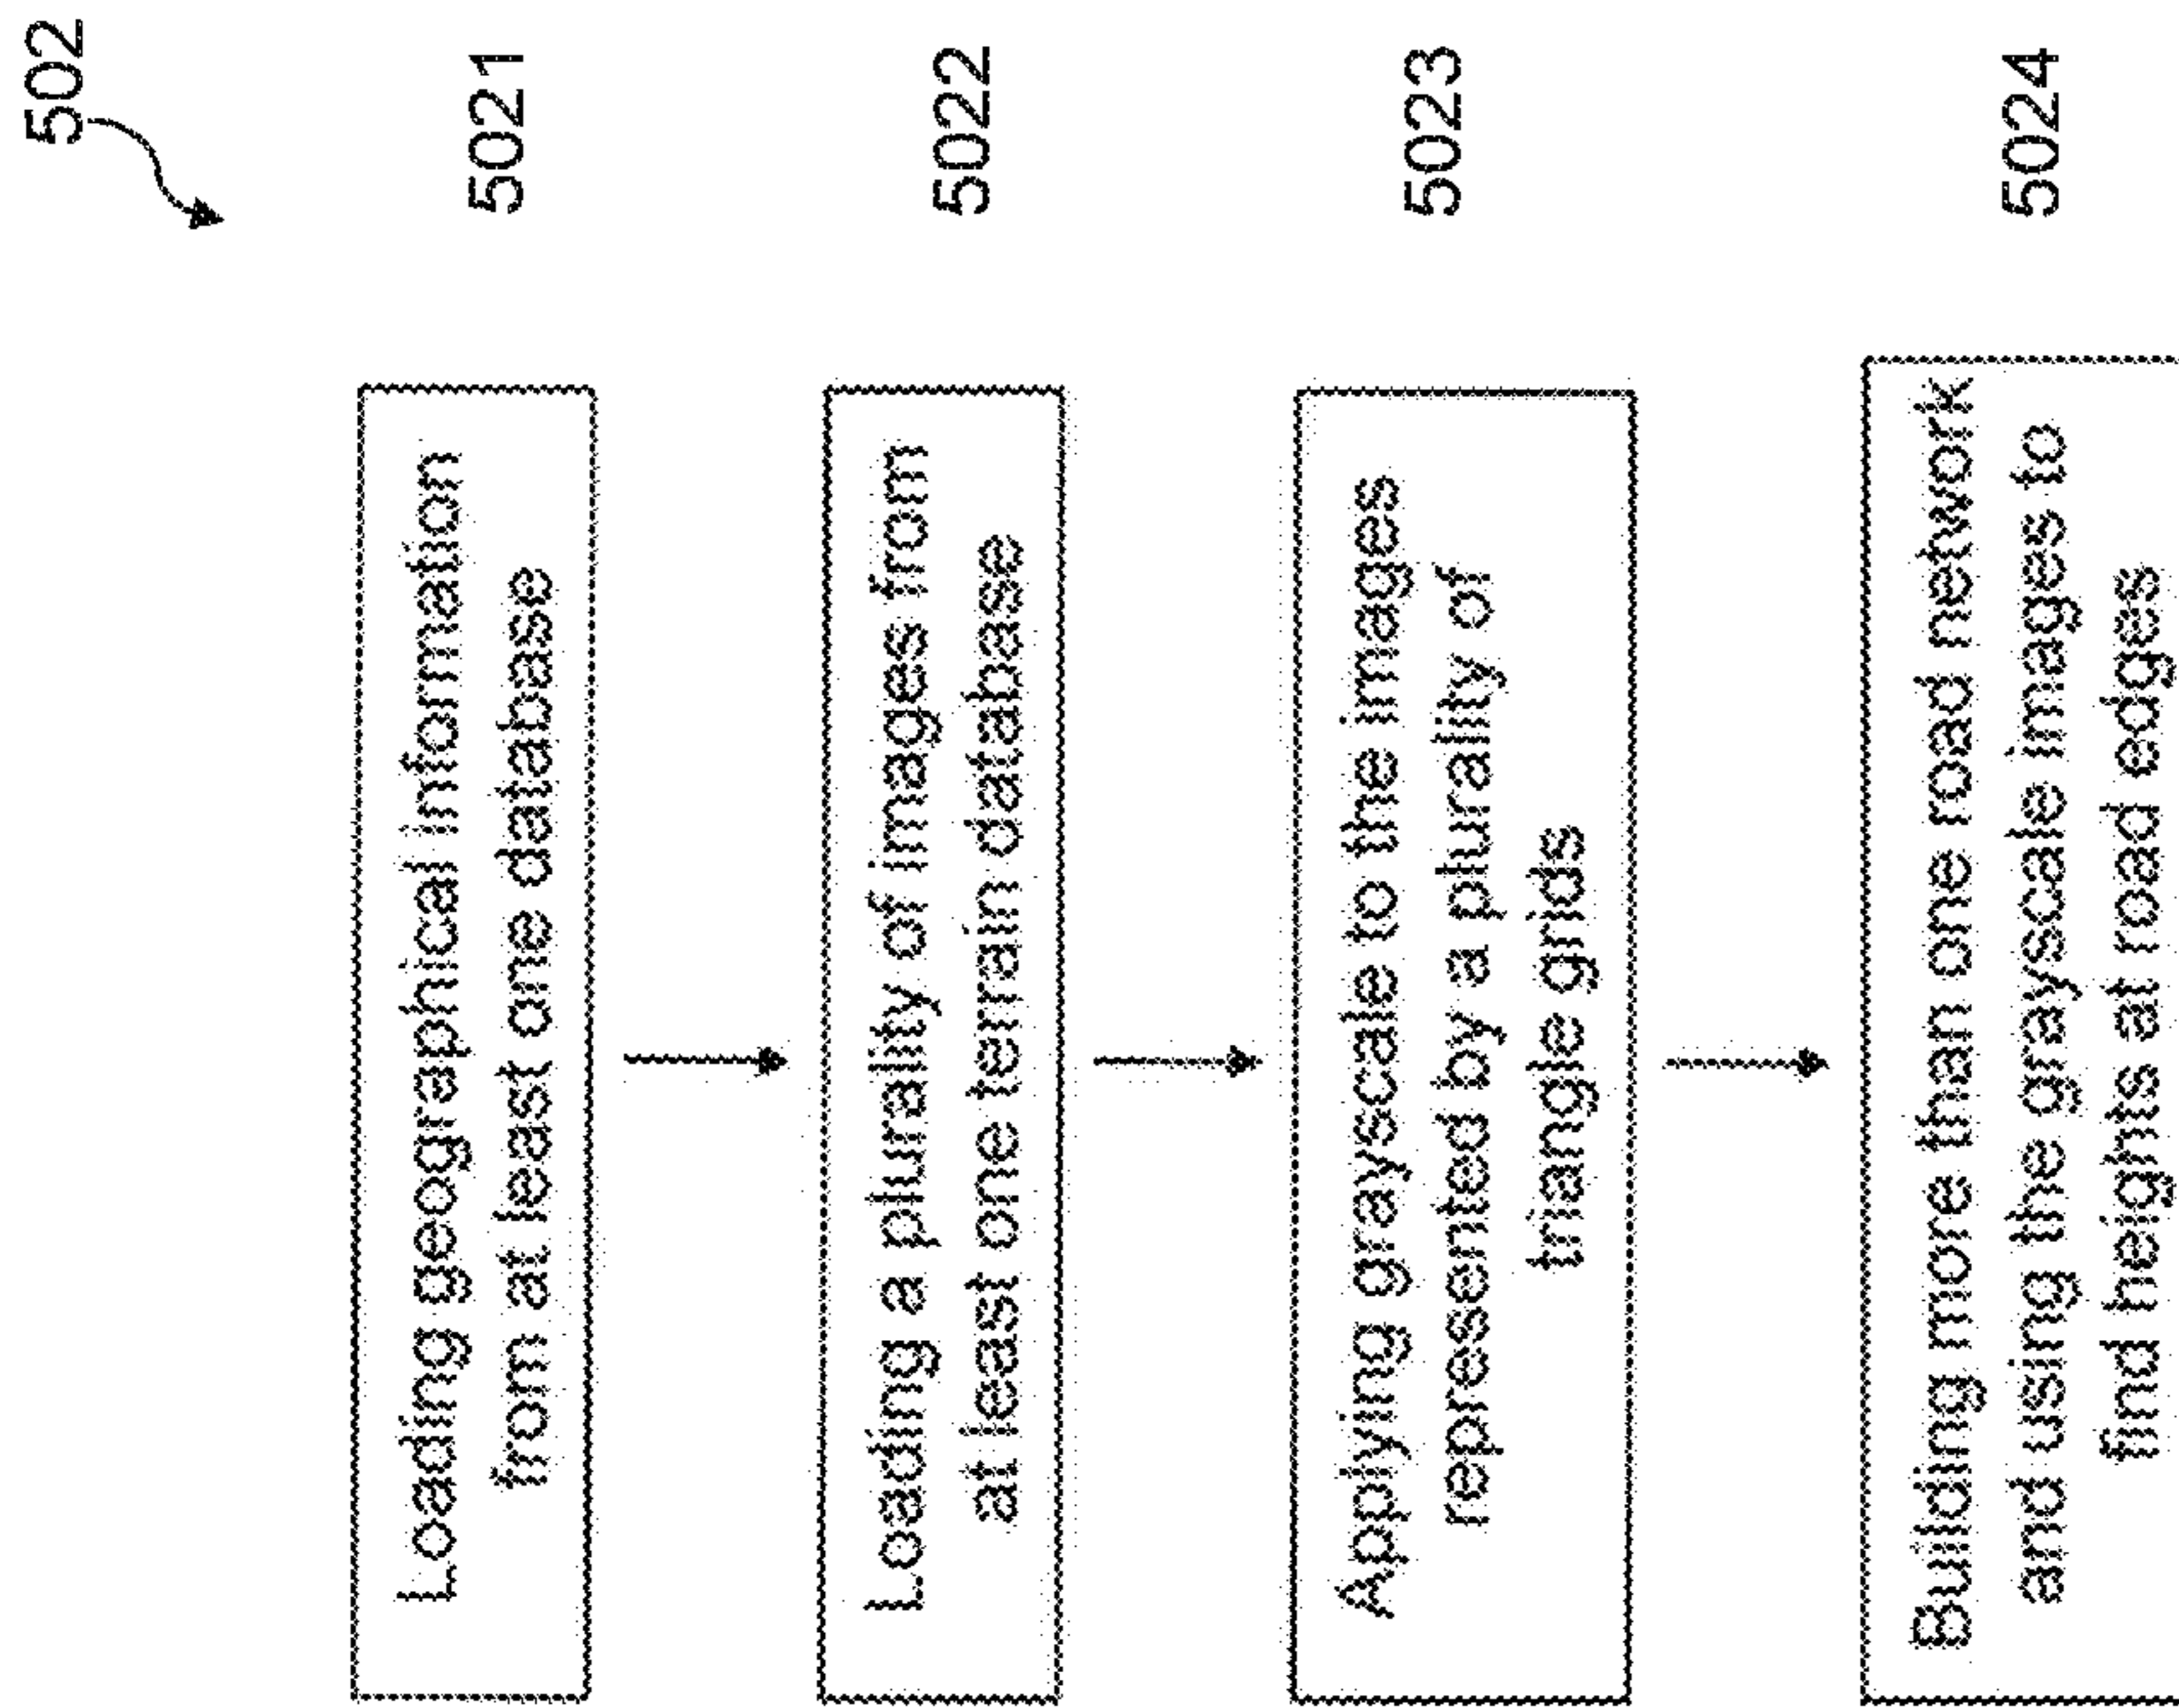 502
Loading geographical information
from at least one database
5021
Loading a plurality of images from
at least one terrain database
5022
Applying grayscale to the images
represented by a plurality of
triangle grids
5023
Building more than one road network
and using the grayscale images to
find heights at road edges
5024